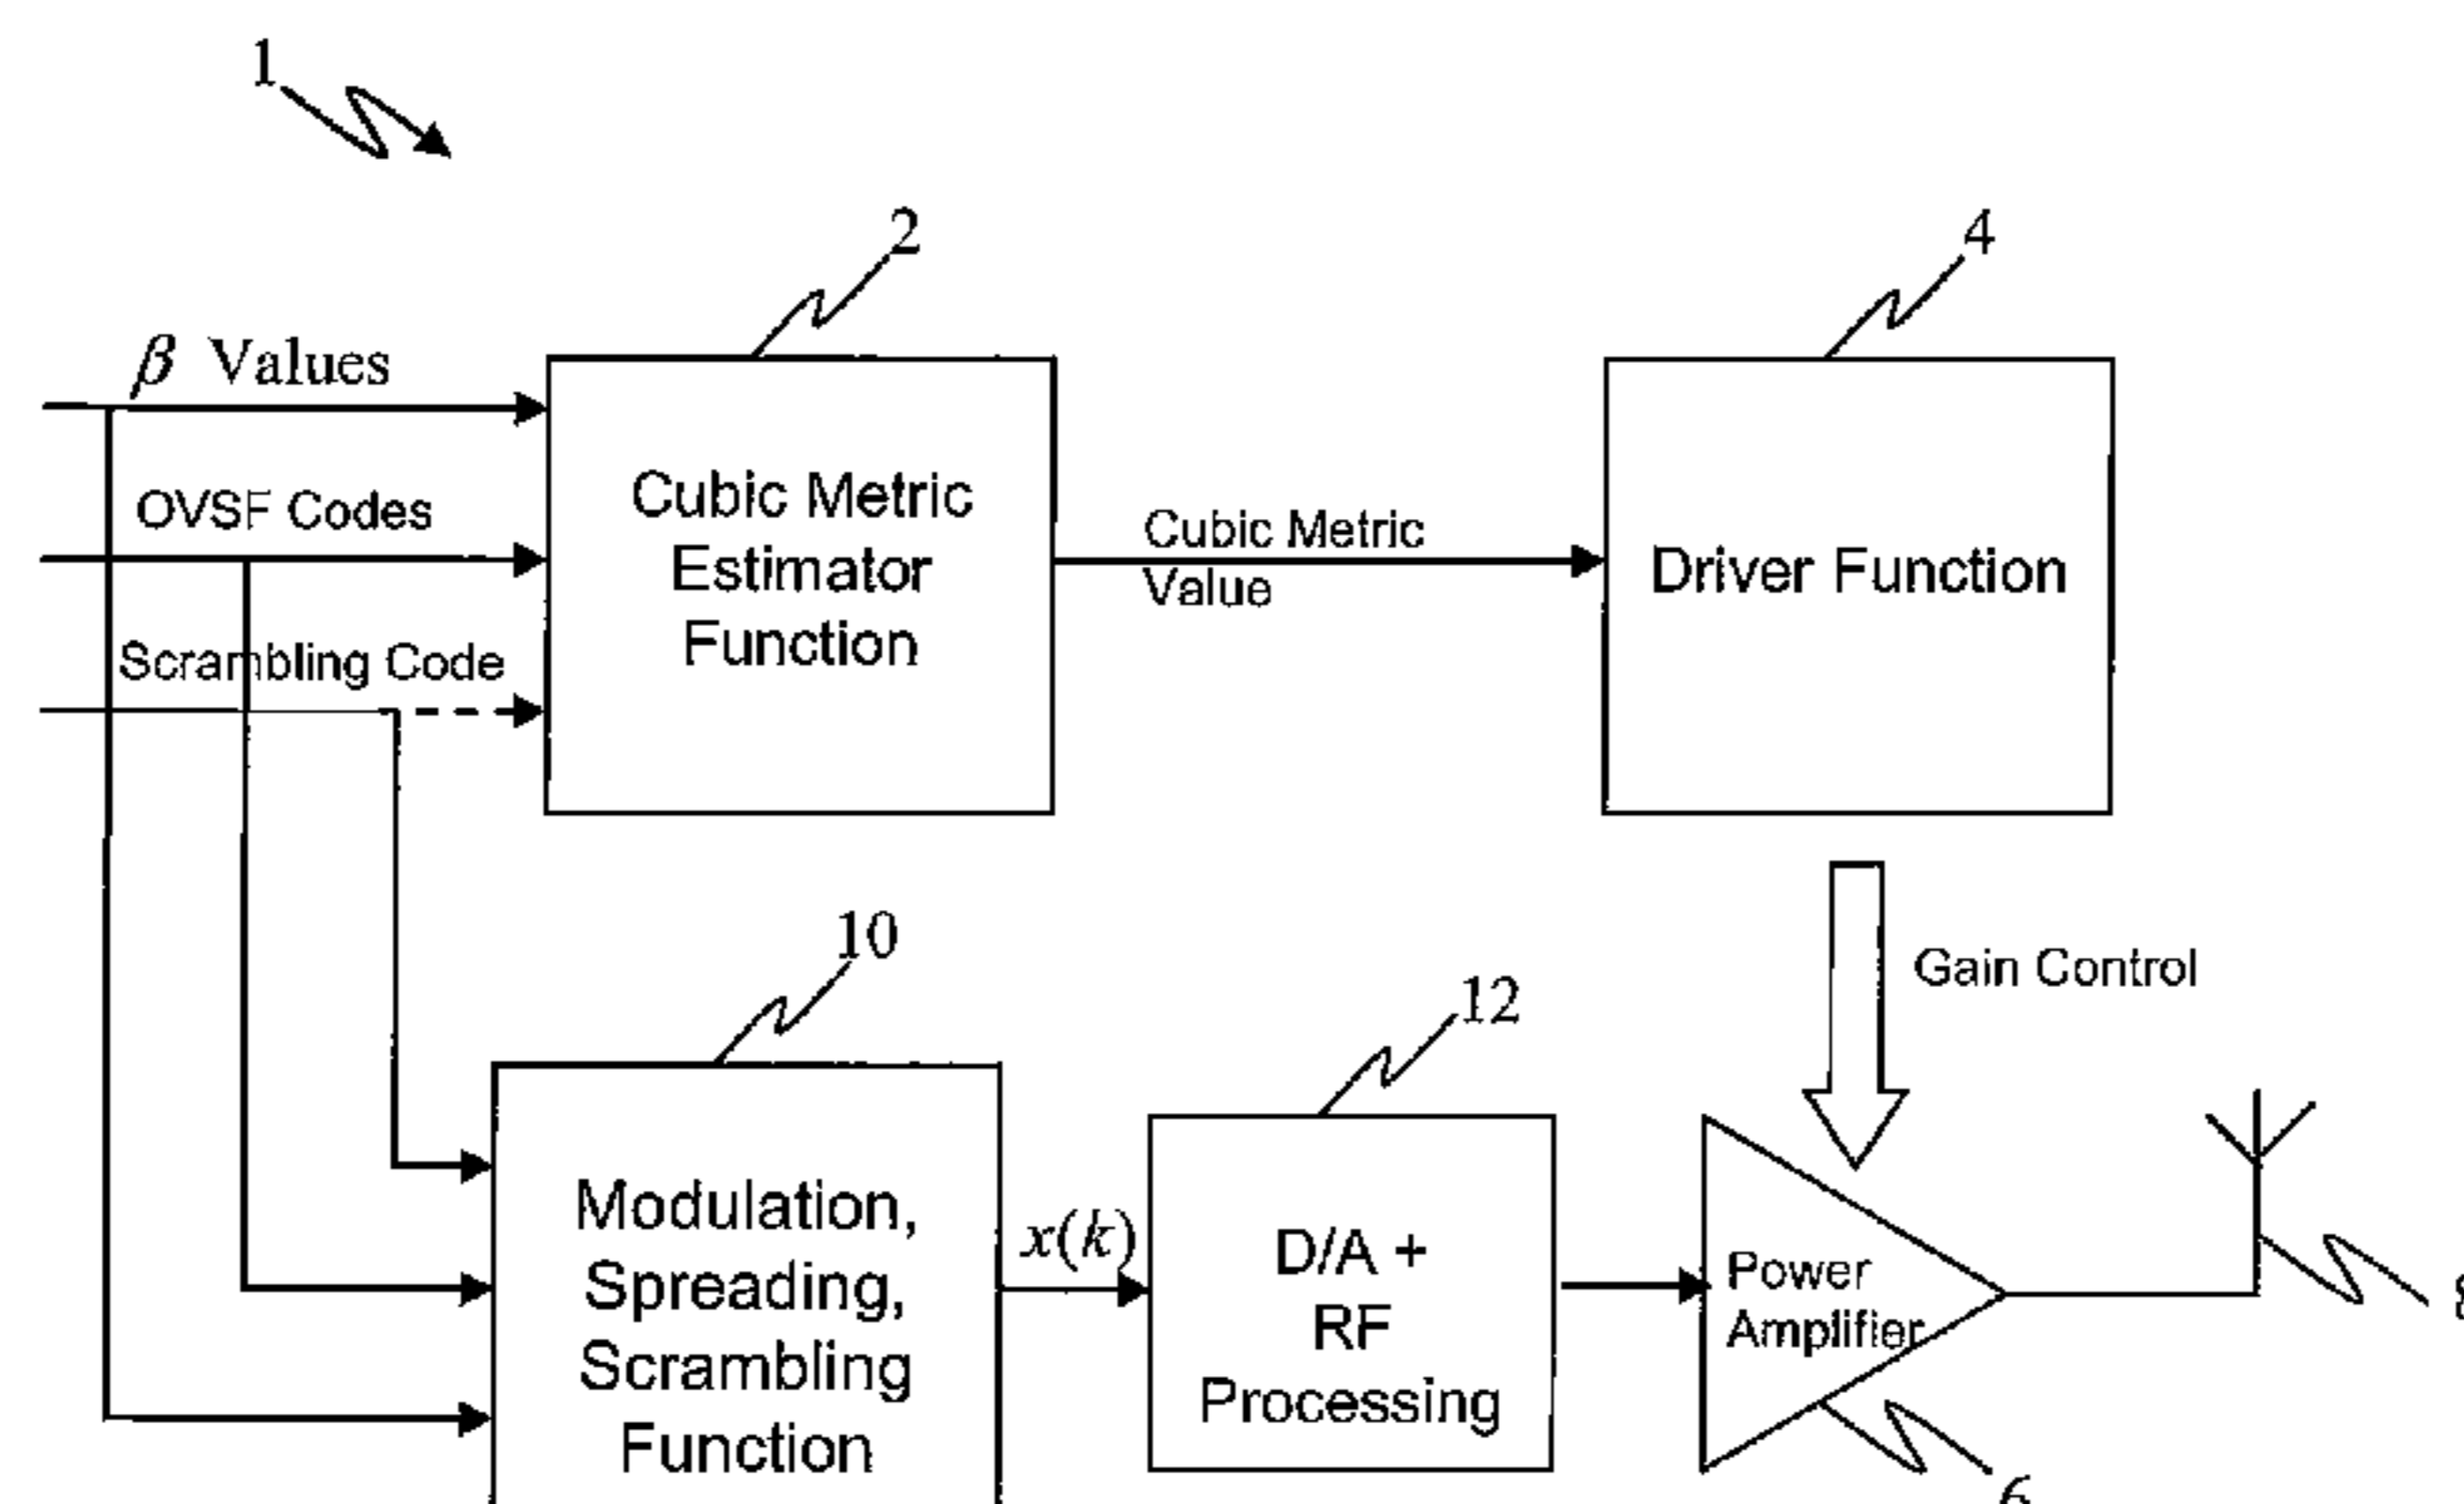 1
2
4
β Values
OVSF Codes
Scrambling Code
Cubic Metric
Estimator
Function
Cubic Metric
Value
Driver Function
Gain Control
10
12
Modulation,
Spreading,
Scrambling
Function
x(k)
D/A +
RF
Processing
Power
Amplifier
8
6